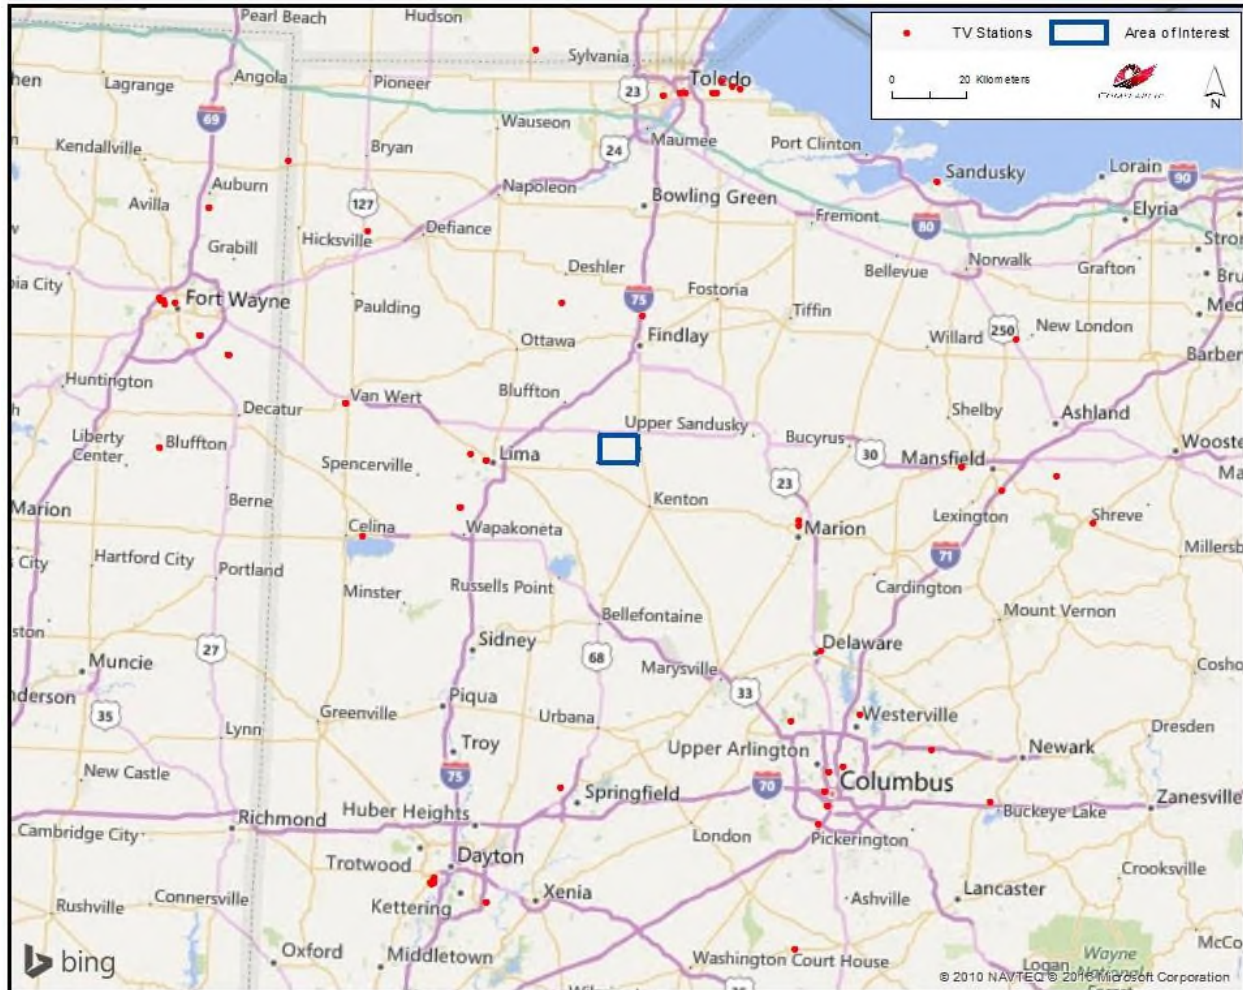 Pearl Beach
Hudson
TV Stations
Area of Interest
0
20 Kilometers
N
Sylvania
Toledo
Angola
Pioneer
Lagrange
23
69
Wauseon
24
Maumee
Port Clinton
Kendallville
Bryan
Sandusky
Lorain
90
Auburn
Napoleon
Bowling Green
Avilla
127
Elyria
Fremont
80
Hicksville
Defiance
Grabill
Deshler
Bellevue
Norwalk
Grafton
Fort Wayne
Paulding
75
Fostoria
Tiffin
Findlay
Ottawa
Willard
250
New London
Huntington
Bluffton
Van Wert
Decatur
Shelby
Ashland
Upper Sandusky
Bucyrus
Liberty
Center
Bluffton
Lima
30
Mansfield
Spencerville
23
Berne
Kenton
Lexington
Shreve
Marion
Celina
Wapakoneta
Marion
71
Hartford City
Portland
Russells Point
Cardington
Minster
Bellefontaine
Mount Vernon
Sidney
Delaware
27
Muncie
68
Marysville
33
35
Piqua
Greenville
Urbana
Westerville
Dresden
Lynn
Troy
Upper Arlington
Newark
New Castle
75
Columbus
70
Springfield
Huber Heights
Buckeye Lake
Zanesville
Richmond
Cambridge City
London
Pickerington
Trotwood
Dayton
Crooksville
Connersville
Kettering
Xenia
Ashville
Lancaster
Rushville
Oxford
Middletown
Washington Court House
Logan
Wayne
National
bing
© 2010 NAVTEQ © 2016 Microsoft Corporation